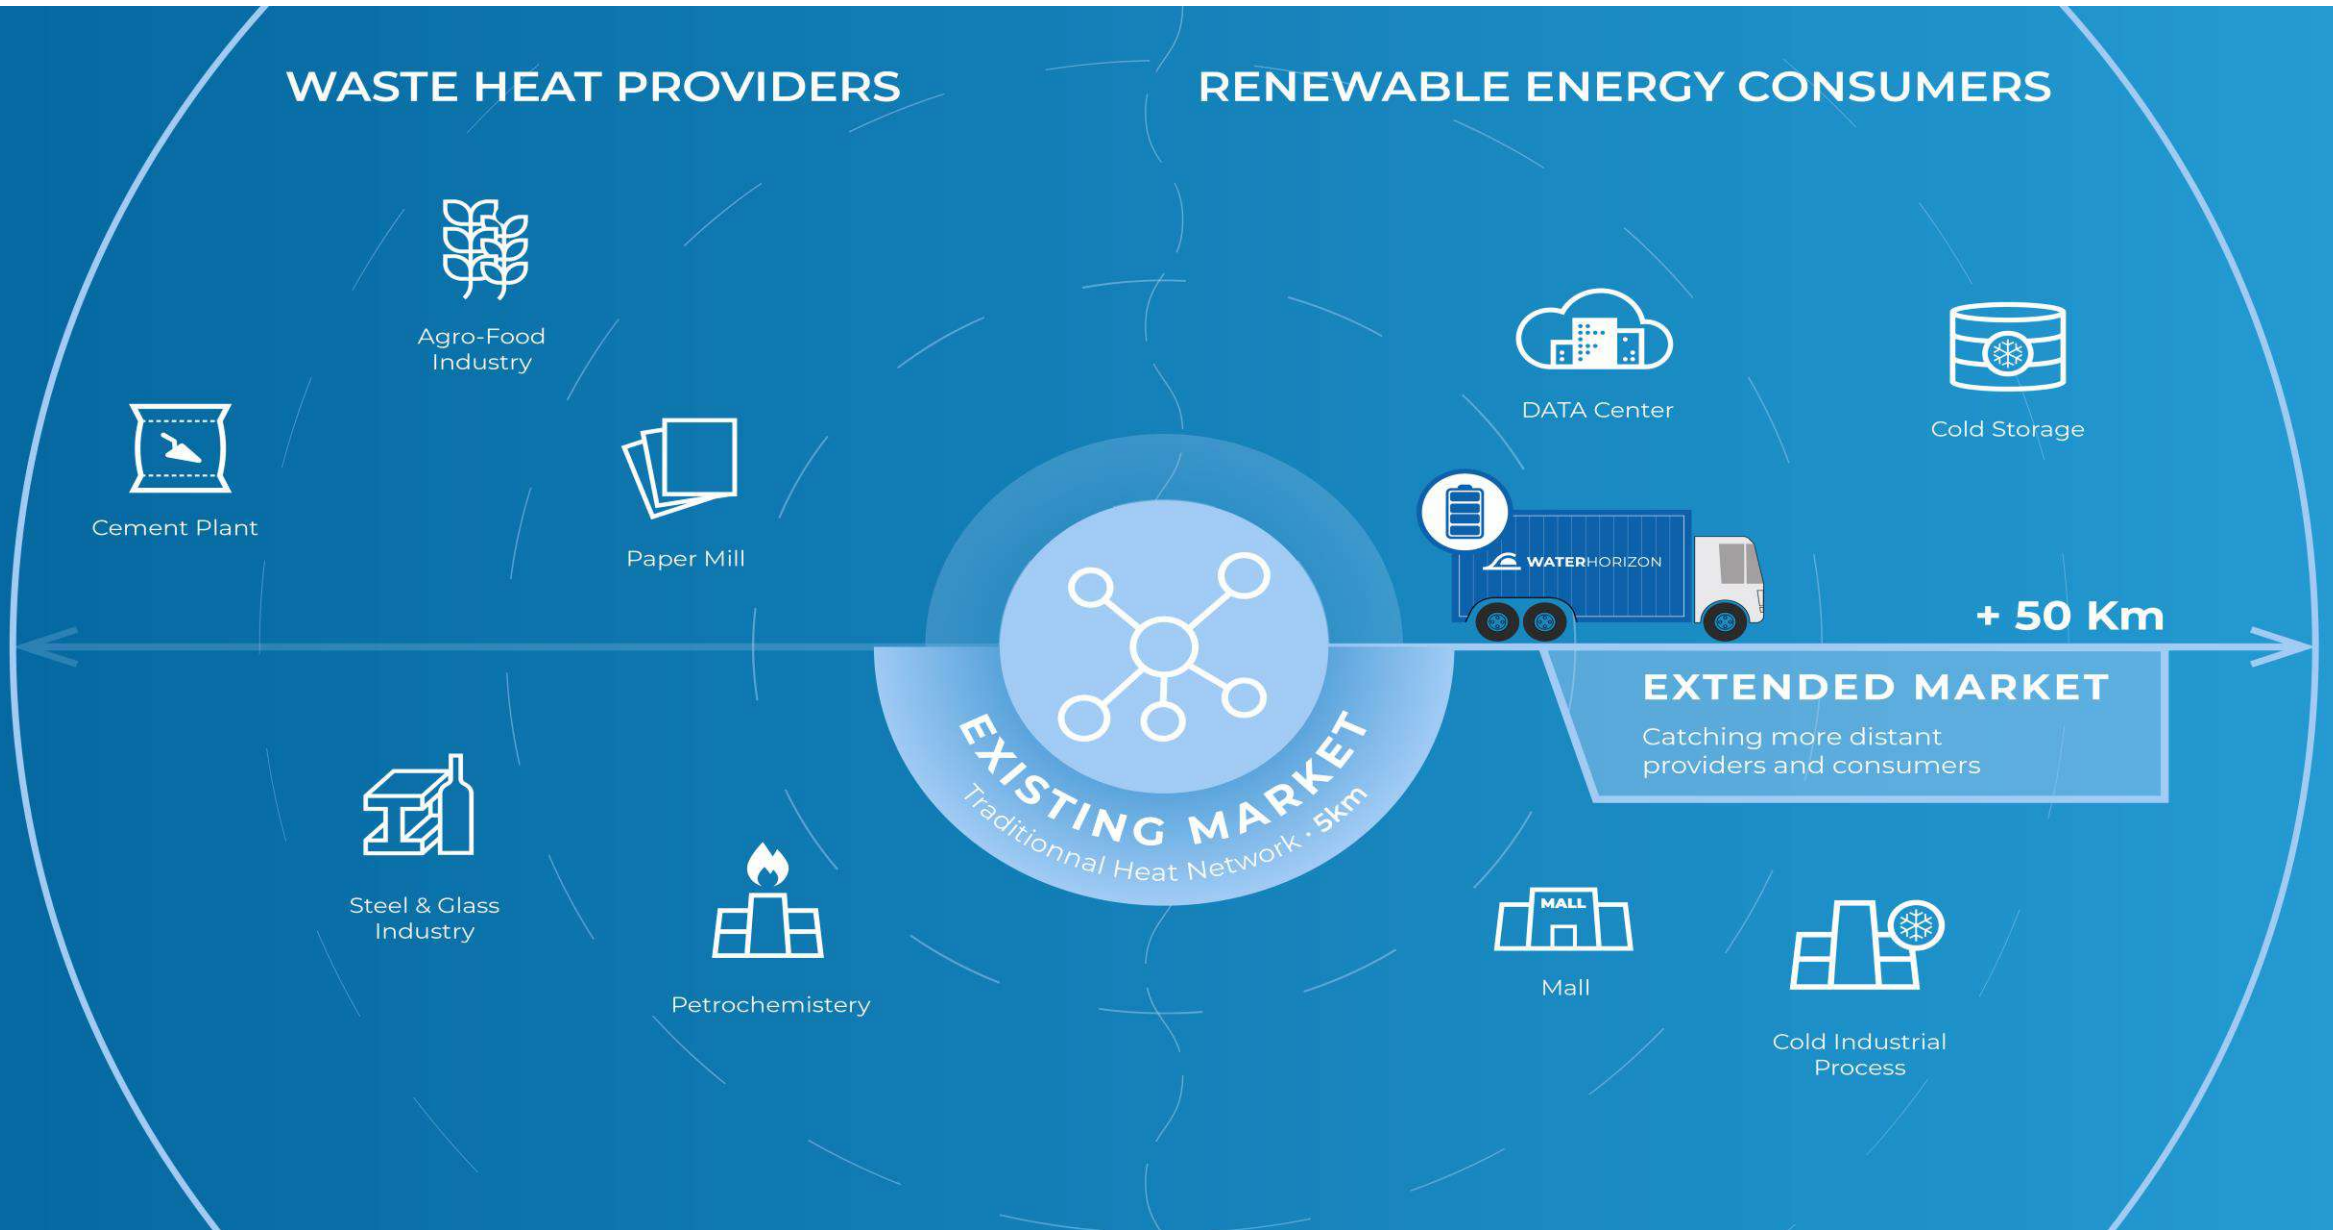 WASTE HEAT PROVIDERS
RENEWABLE ENERGY CONSUMERS
Agro-Food
Industry
Cement Plant
Paper Mill
DATA Center
Cold Storage
WATERHORIZON
+ 50 Km
EXTENDED MARKET
Catching more distant
providers and consumers
EXISTING MARKET
Traditionnal Heat Network · 5km
Steel & Glass
Industry
Petrochemistery
MALL
Mall
Cold Industrial
Process